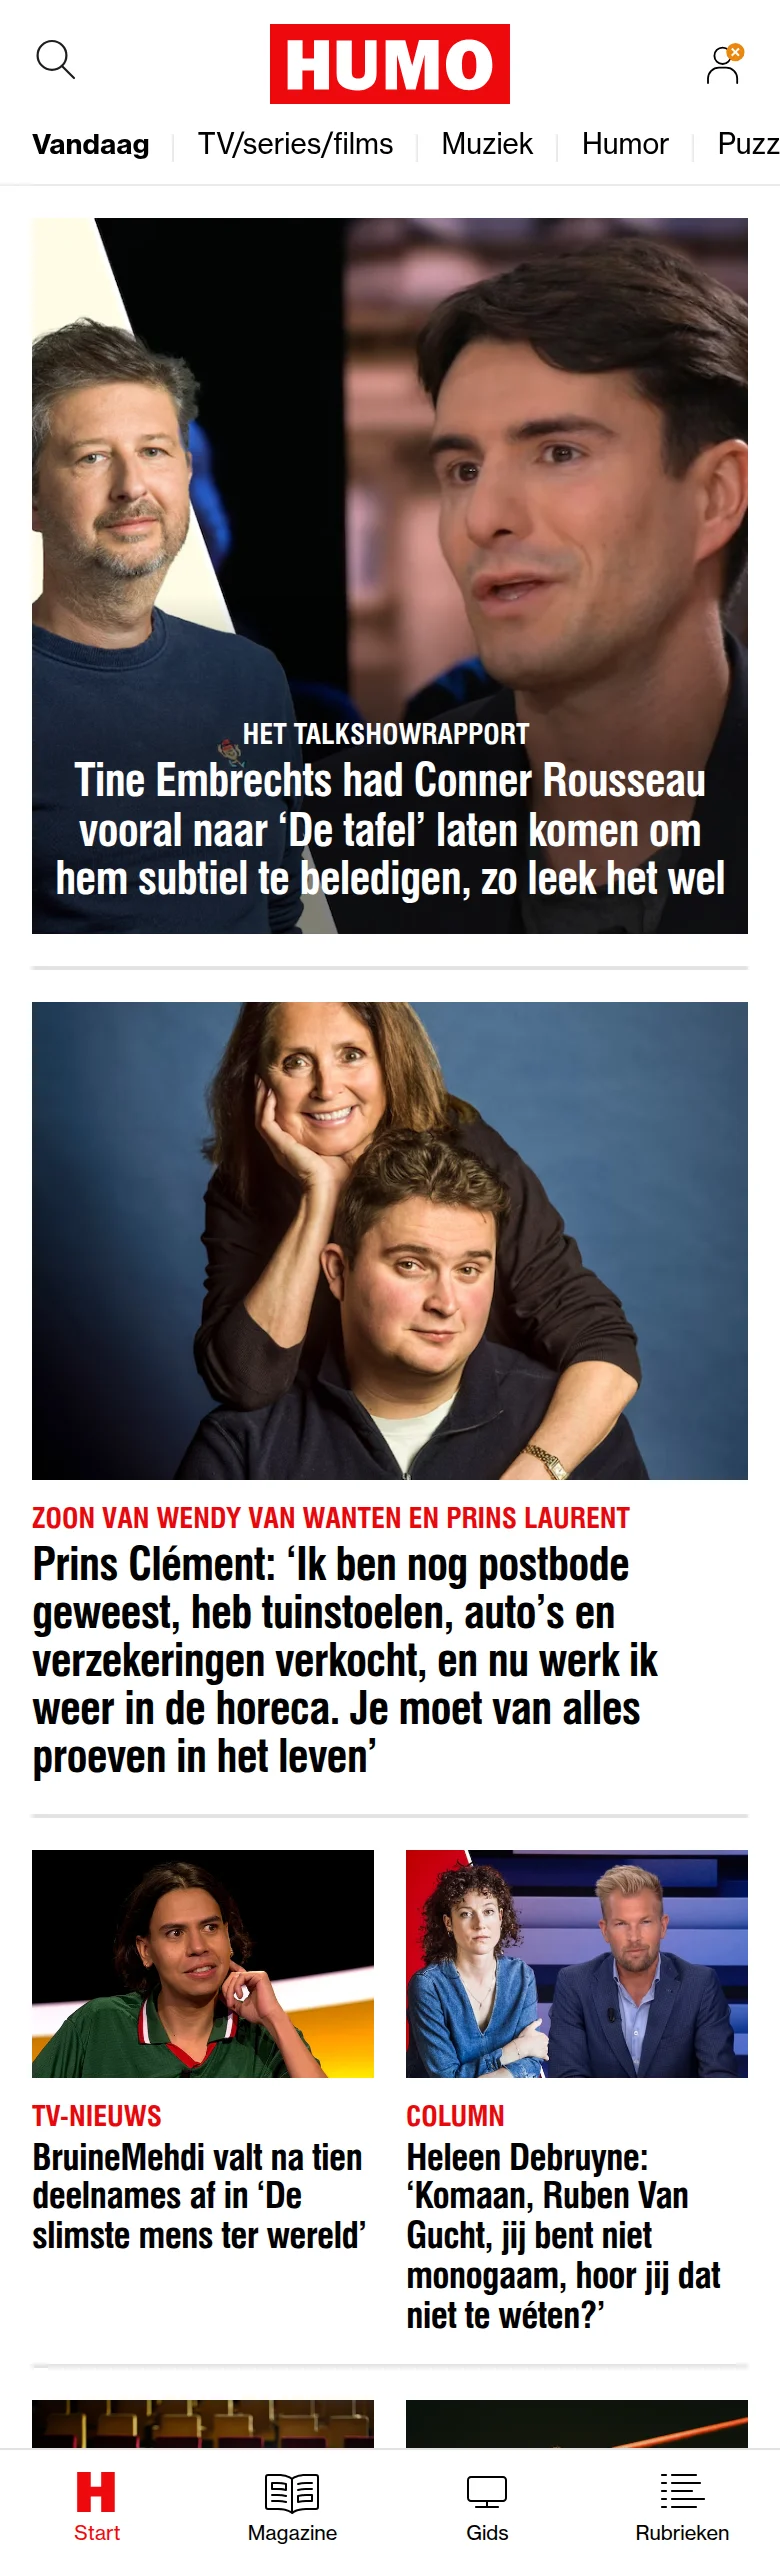 HUMO
Vandaag
TV/series/films
Muziek
Humor
Puzz
HET TALKSHOWRAPPORT
Tine Embrechts had Conner Rousseau
vooral naar ‘De tafel’ laten komen om
hem subtiel te beledigen, zo leek het wel
ZOON VAN WENDY VAN WANTEN EN PRINS LAURENT
Prins Clément: ‘Ik ben nog postbode
geweest, heb tuinstoelen, auto’s en
verzekeringen verkocht, en nu werk ik
weer in de horeca. Je moet van alles
proeven in het leven’
TV-NIEUWS
BruineMehdi valt na tien
deelnames af in ‘De
slimste mens ter wereld’
COLUMN
Heleen Debruyne:
‘Komaan, Ruben Van
Gucht, jij bent niet
monogaam, hoor jij dat
niet te wéten?’
H
Start
Magazine
Gids
Rubrieken